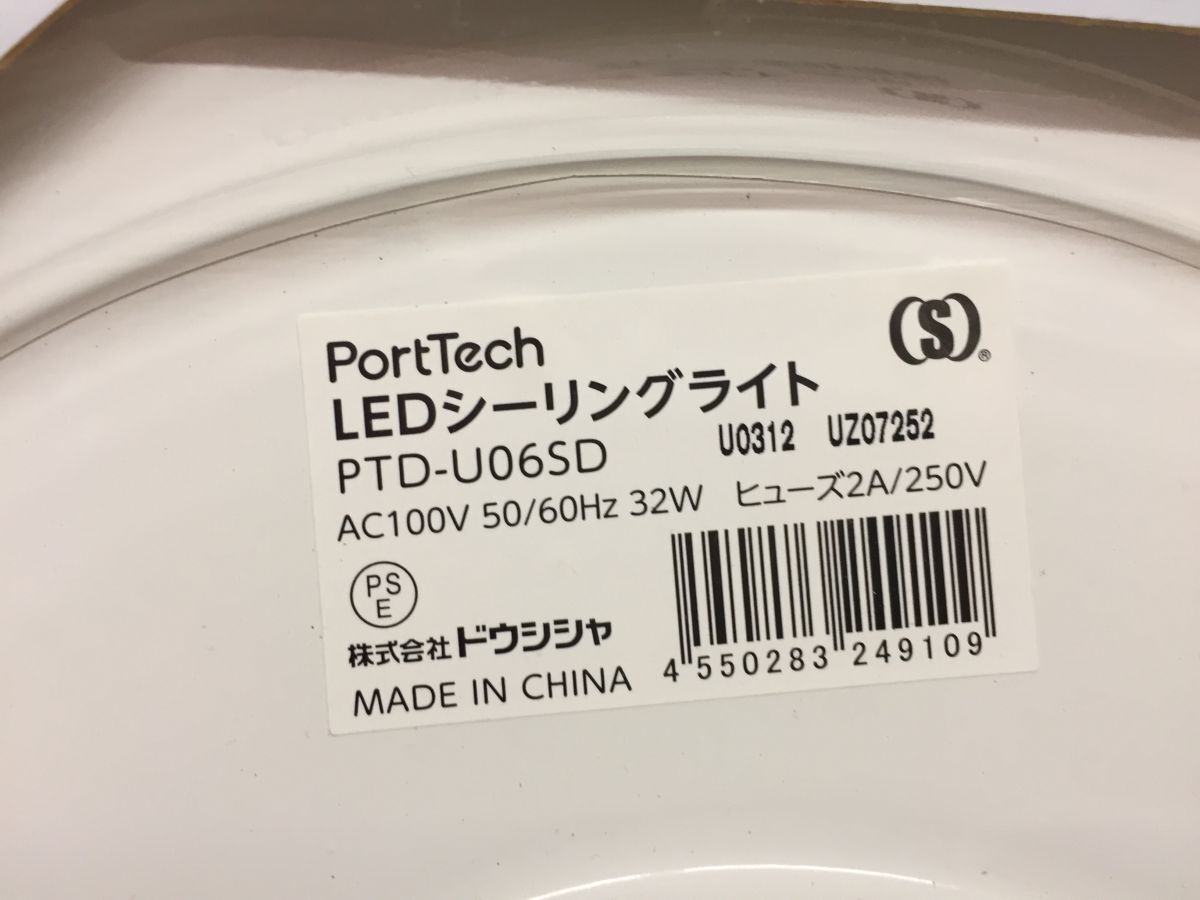 PortTech
(S)®
LEDシーリングライト
PTD-U06SD
U0312 UZ07252
AC100V 50/60Hz 32W ヒューズ2A/250V
PS
E
株式会社ドウシシャ
MADE IN CHINA
4 550283 249109